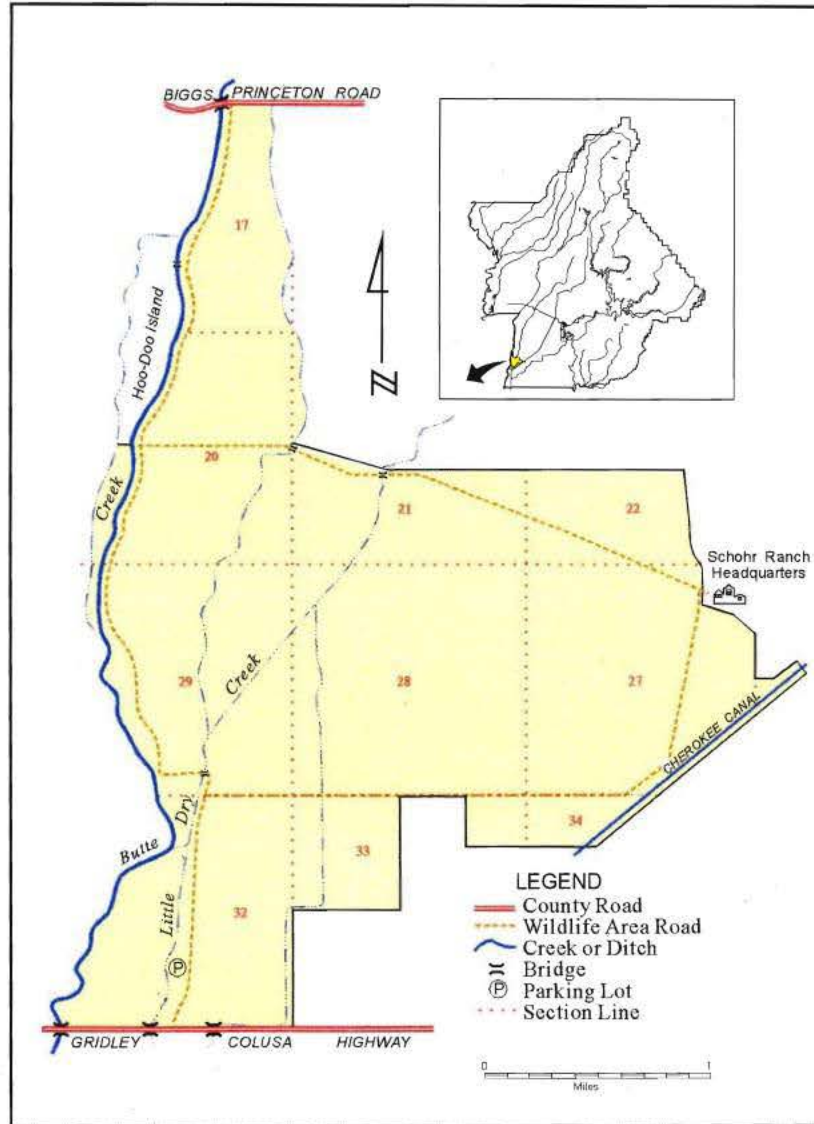 BIGGS PRINCETON ROAD
17
Hoo-Doo Island
N
20
21
22
Creek
Schohr Ranch
Headquarters
Creek
29
28
27
CHEROKEE CANAL
Butte
Little Dry
34
33
32
LEGEND
County Road
Wildlife Area Road
Creek or Ditch
Bridge
P Parking Lot
Section Line
P
GRIDLEY COLUSA HIGHWAY
0 1
Miles